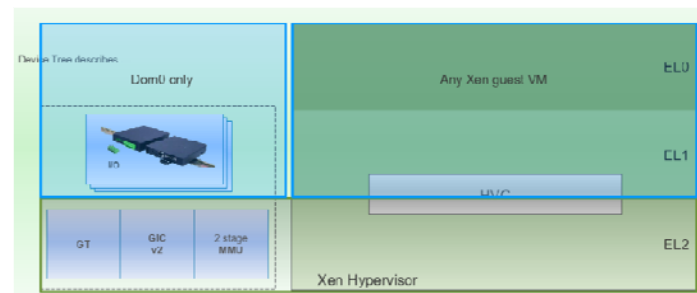 Device Tree describes
Dom0 only
Any Xen guest VM
EL0
I/O
EL1
HVC
GT
GIC
v2
2 stage
MMU
EL2
Xen Hypervisor